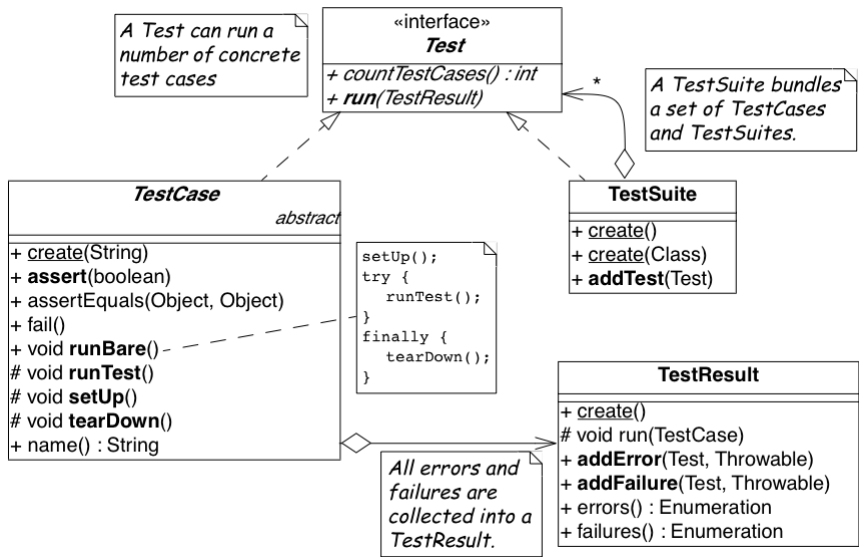 A Test can run a
number of concrete
test cases
«interface»
Test
+ countTestCases() : int
+ run(TestResult)
*
A TestSuite bundles
a set of TestCases
and TestSuites.
TestCase
abstract
+ create(String)
+ assert(boolean)
+ assertEquals(Object, Object)
+ fail()
+ void runBare()
# void runTest()
# void setUp()
# void tearDown()
+ name() : String
setUp();
try {
runTest();
}
finally {
tearDown();
}
TestSuite
+ create()
+ create(Class)
+ addTest(Test)
All errors and
failures are
collected into a
TestResult.
TestResult
+ create()
# void run(TestCase)
+ addError(Test, Throwable)
+ addFailure(Test, Throwable)
+ errors() : Enumeration
+ failures() : Enumeration